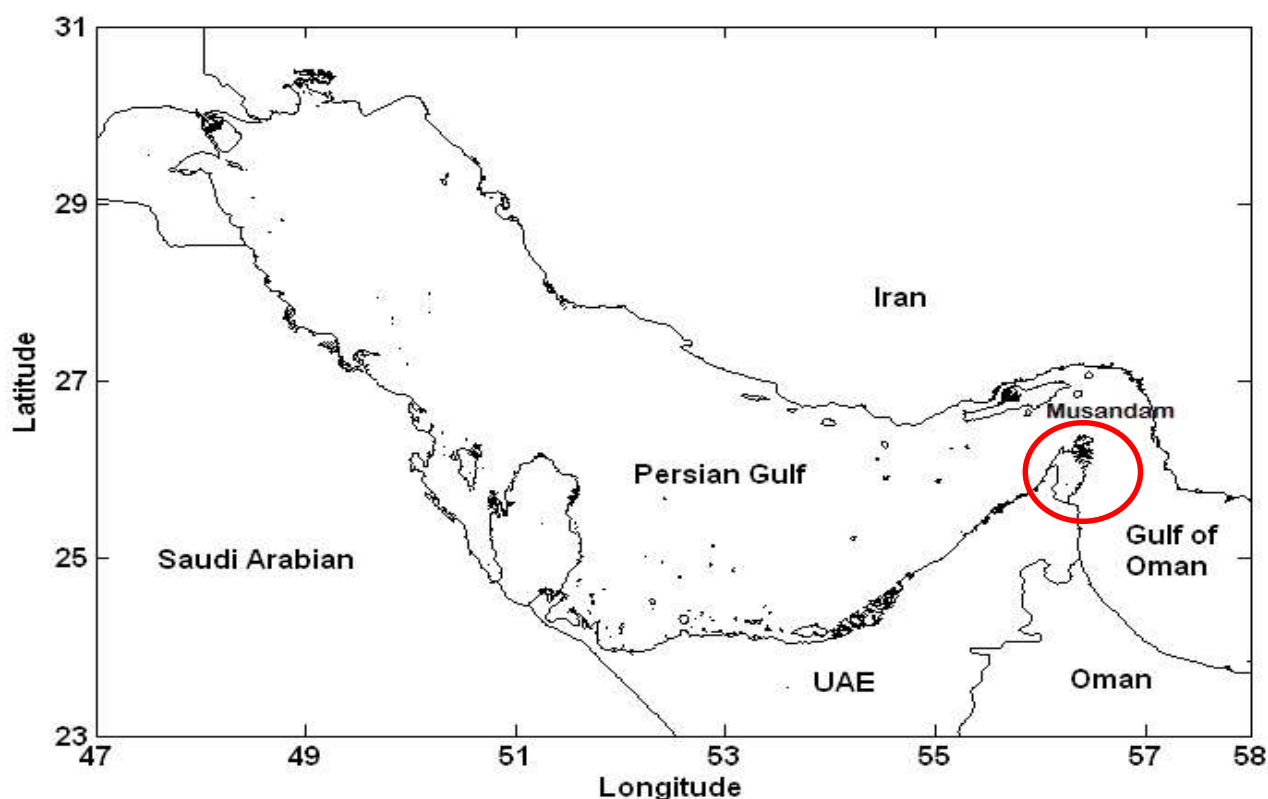 31
29
27
25
23
Latitude
Iran
Musandam
Persian Gulf
Saudi Arabian
Gulf of
Oman
UAE
Oman
47
49
51
53
55
57
58
Longitude